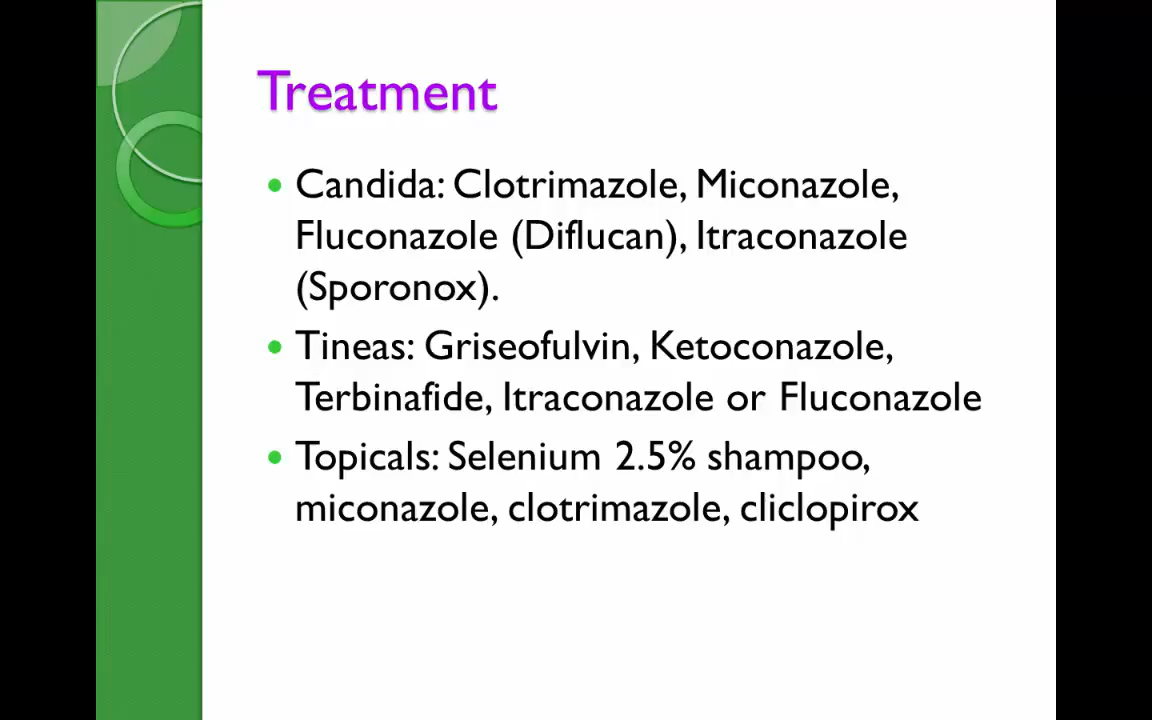 Treatment
• Candida: Clotrimazole, Miconazole,
Fluconazole (Diflucan), Itraconazole
(Sporonox).
• Tineas: Griseofulvin, Ketoconazole,
Terbinafide, Itraconazole or Fluconazole
• Topicals: Selenium 2.5% shampoo,
miconazole, clotrimazole, cliclopirox